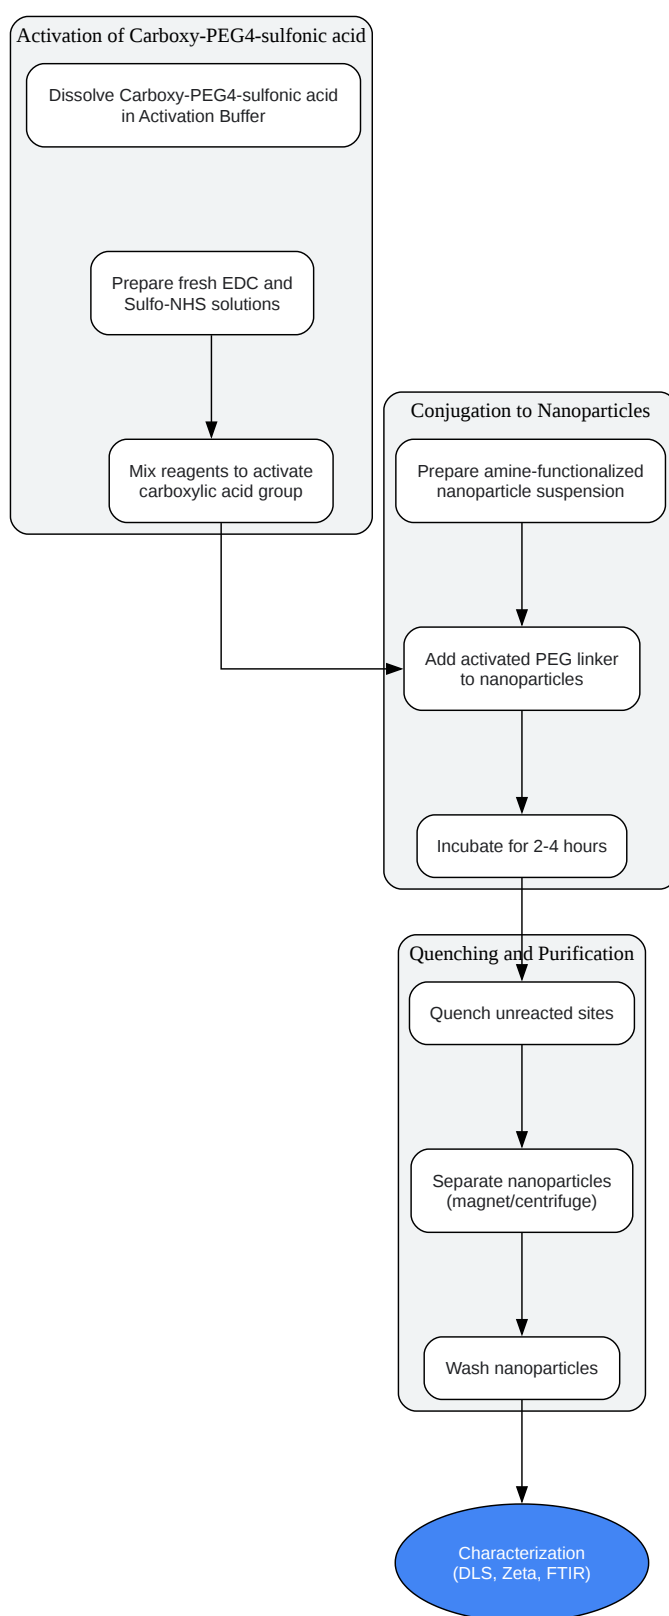 Activation of Carboxy-PEG4-sulfonic acid
Dissolve Carboxy-PEG4-sulfonic acid
in Activation Buffer
Prepare fresh EDC and
Sulfo-NHS solutions
Mix reagents to activate
carboxylic acid group
Conjugation to Nanoparticles
Prepare amine-functionalized
nanoparticle suspension
Add activated PEG linker
to nanoparticles
Incubate for 2-4 hours
Quenching and Purification
Quench unreacted sites
Separate nanoparticles
(magnet/centrifuge)
Wash nanoparticles
Characterization
(DLS, Zeta, FTIR)